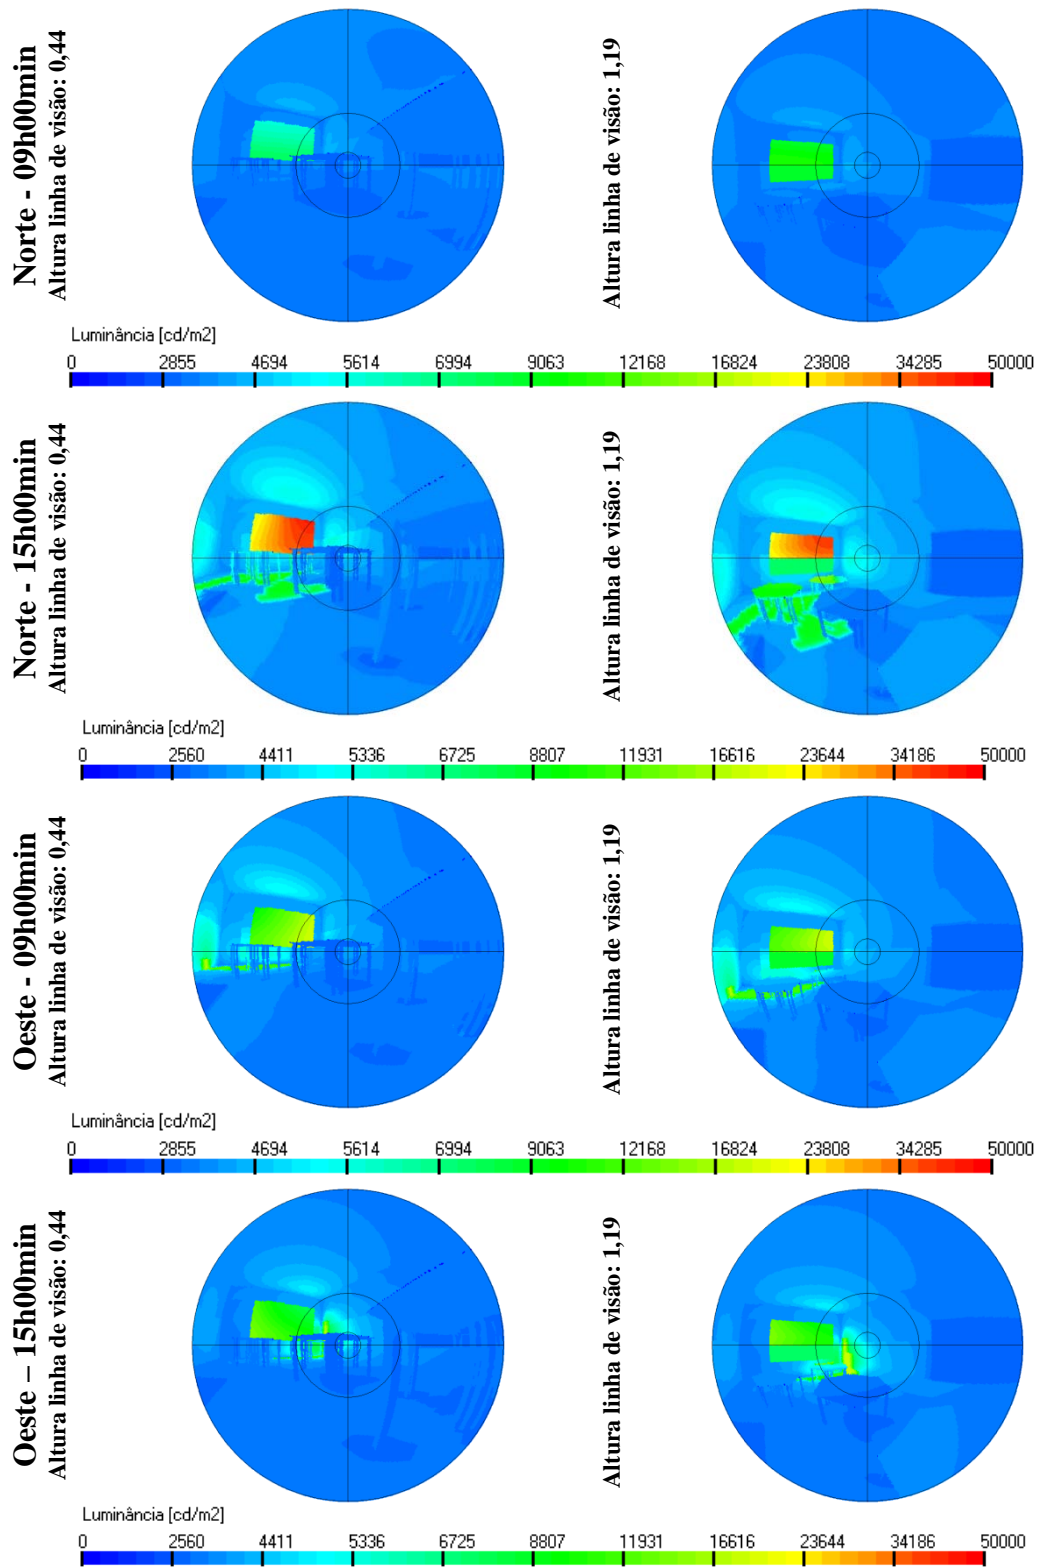 Norte - 09h00min
Altura linha de visão: 0,44
Altura linha de visão: 1,19
Luminância [cd/m2]
0 2855 4694 5614 6994 9063 12168 16824 23808 34285 50000
Norte - 15h00min
Altura linha de visão: 0,44
Altura linha de visão: 1,19
Luminância [cd/m2]
0 2560 4411 5336 6725 8807 11931 16616 23644 34186 50000
Oeste - 09h00min
Altura linha de visão: 0,44
Altura linha de visão: 1,19
Luminância [cd/m2]
0 2855 4694 5614 6994 9063 12168 16824 23808 34285 50000
Oeste – 15h00min
Altura linha de visão: 0,44
Altura linha de visão: 1,19
Luminância [cd/m2]
0 2560 4411 5336 6725 8807 11931 16616 23644 34186 50000